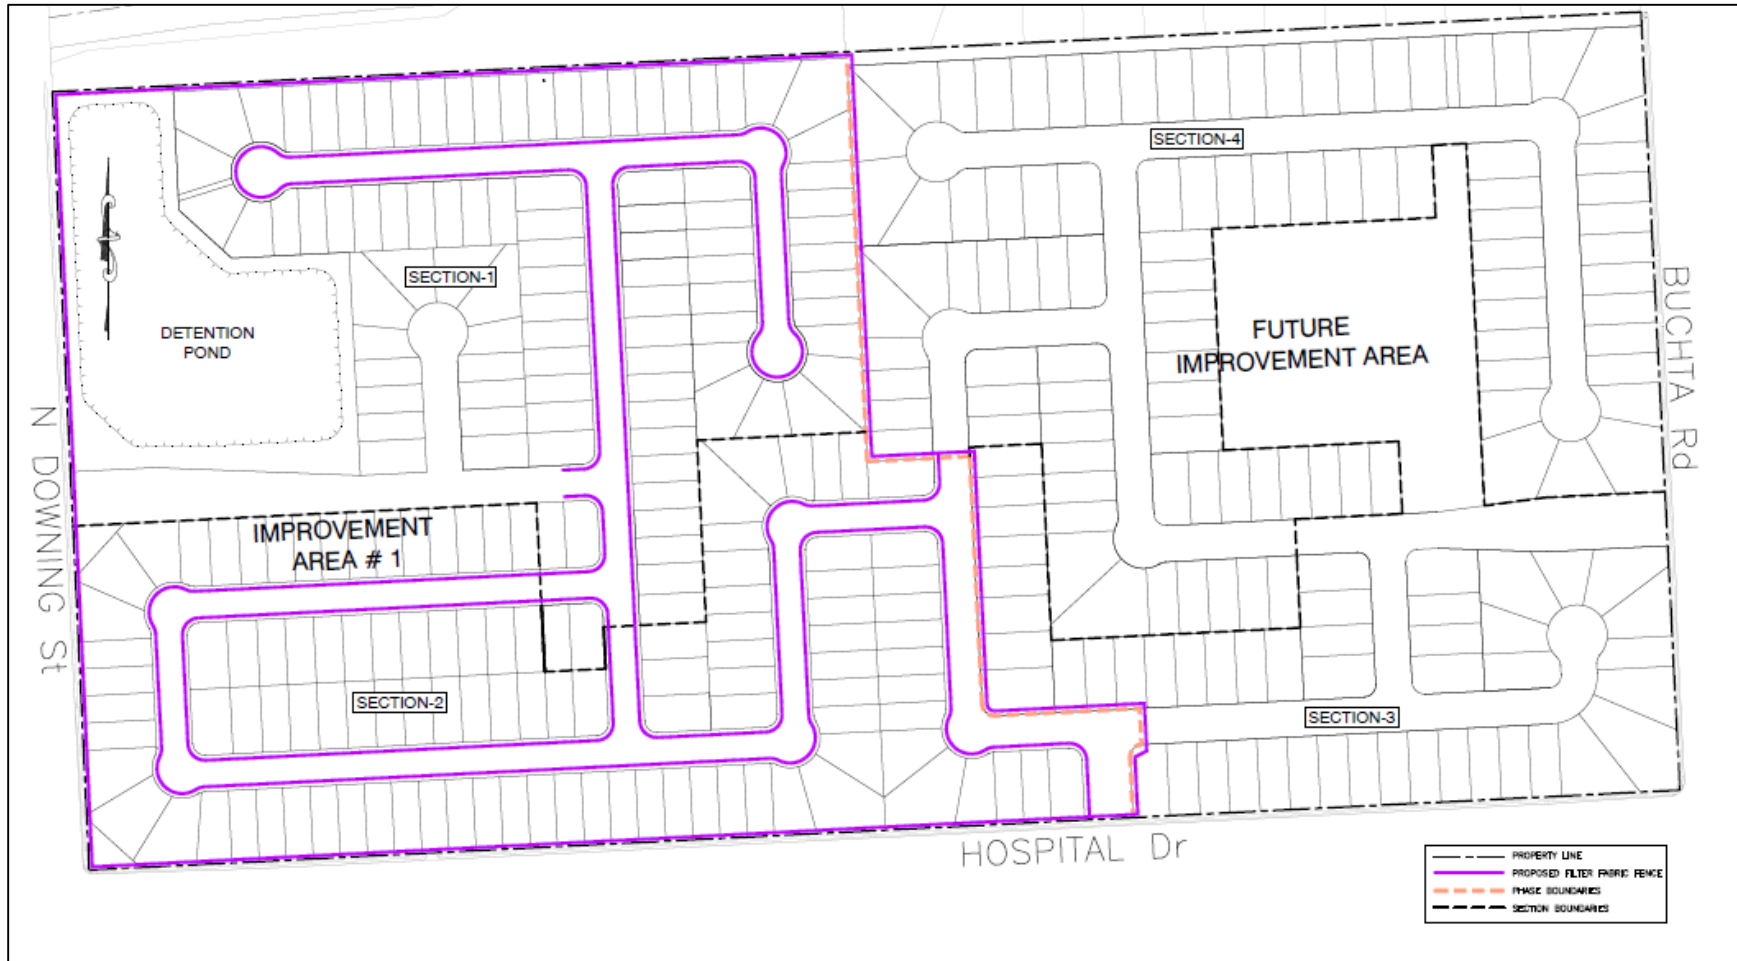 SECTION-4
SECTION-1
DETENTION
POND
FUTURE
IMPROVEMENT AREA
BUCHTA Rd
N DOWNING St
IMPROVEMENT
AREA # 1
SECTION-2
SECTION-3
HOSPITAL Dr
PROPERTY LINE
PROPOSED FILTER FABRIC FENCE
PHASE BOUNDARIES
SECTION BOUNDARIES